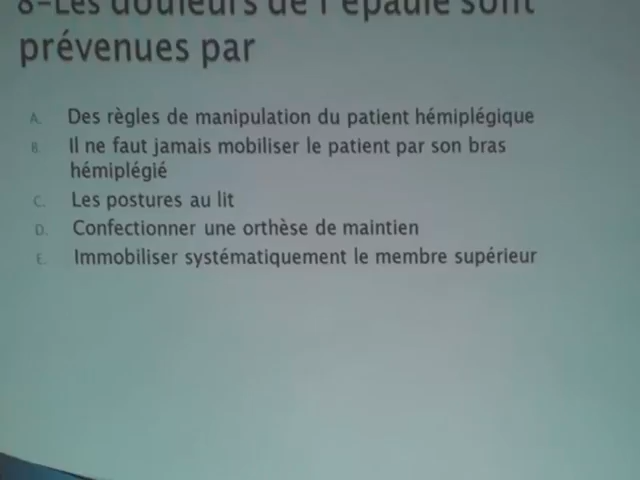 8-Les douleurs de l'épaule sont
prévenues par
A. Des règles de manipulation du patient hémiplégique
B. Il ne faut jamais mobiliser le patient par son bras
hémiplégié
C. Les postures au lit
D. Confectionner une orthèse de maintien
E. Immobiliser systématiquement le membre supérieur